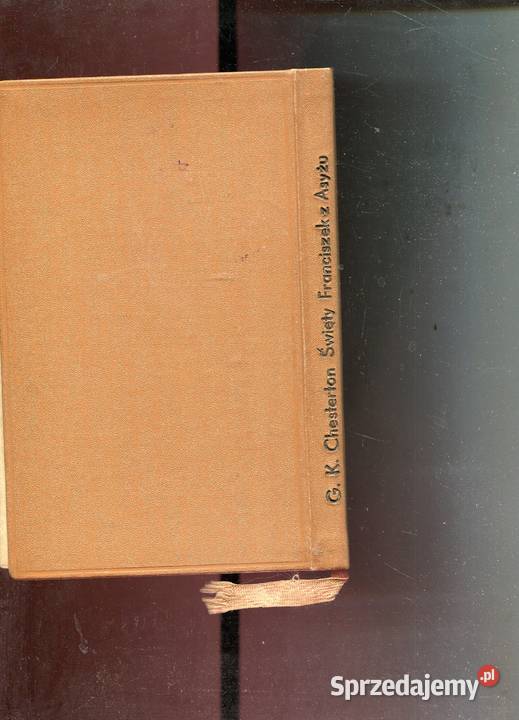 G. K. Chesterton Święty Franciszek z Asyżu
Sprzedajemy.pl